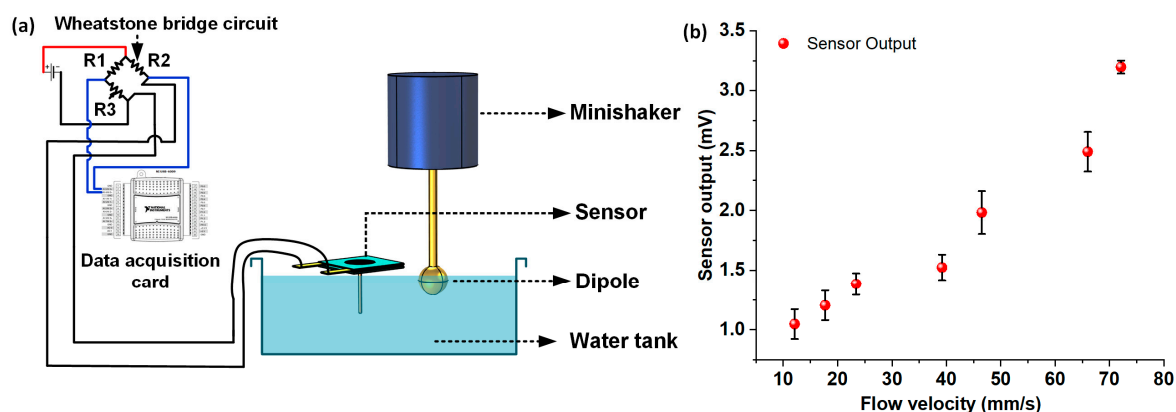 (a)
Wheatstone bridge circuit
+
-
R1
R2
R3
NATIONAL
INSTRUMENTS
Data acquisition
card
Minishaker
Sensor
Dipole
Water tank
(b)
Sensor Output
Sensor output (mV)
3.5
3.0
2.5
2.0
1.5
1.0
10 20 30 40 50 60 70 80
Flow velocity (mm/s)